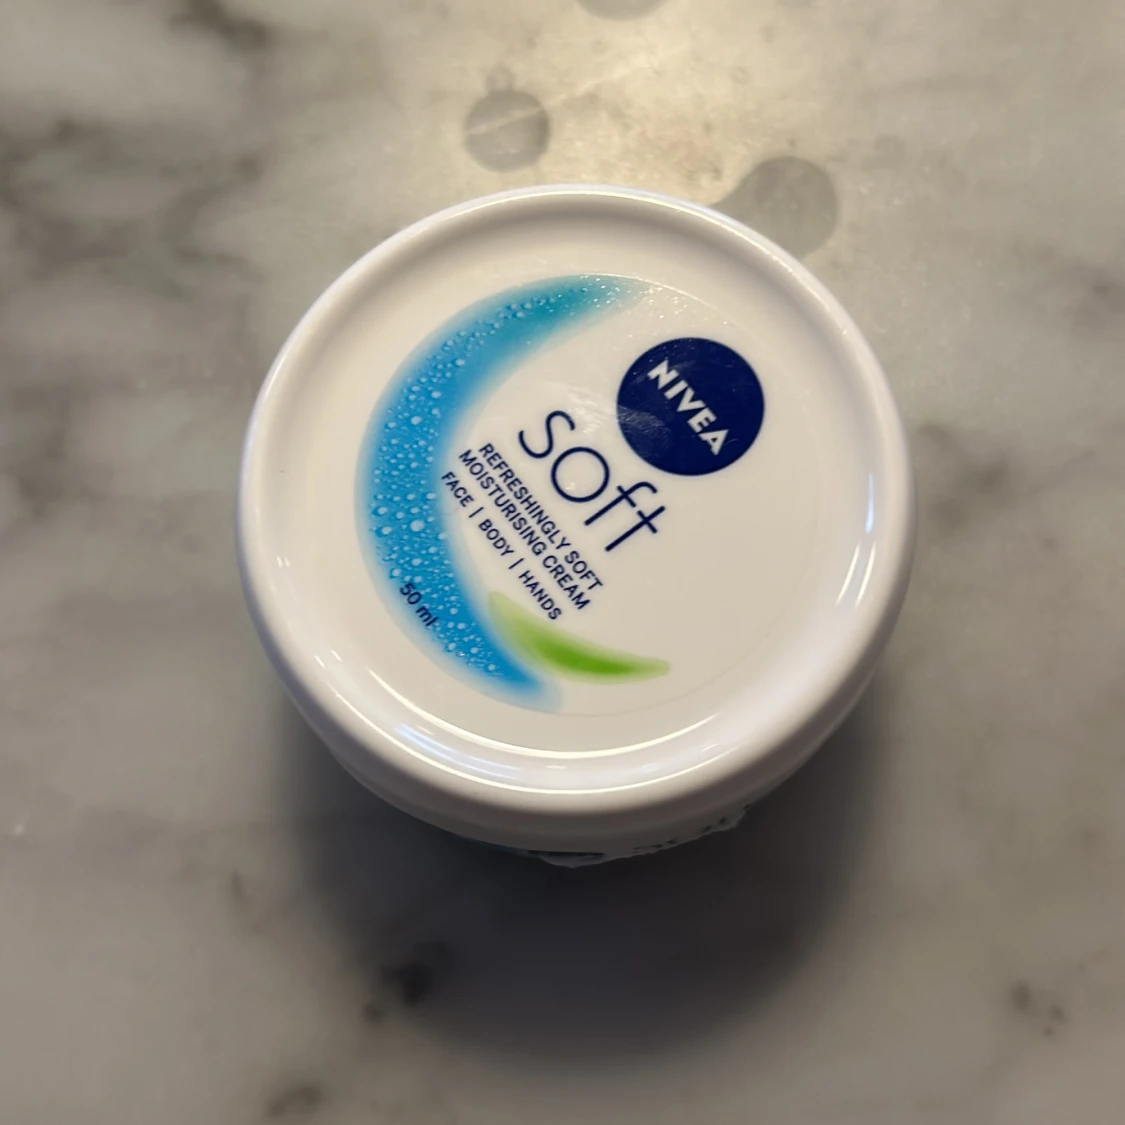 NIVEA
soft
REFRESHINGLY SOFT
MOISTURISING CREAM
FACE | BODY | HANDS
50 ml